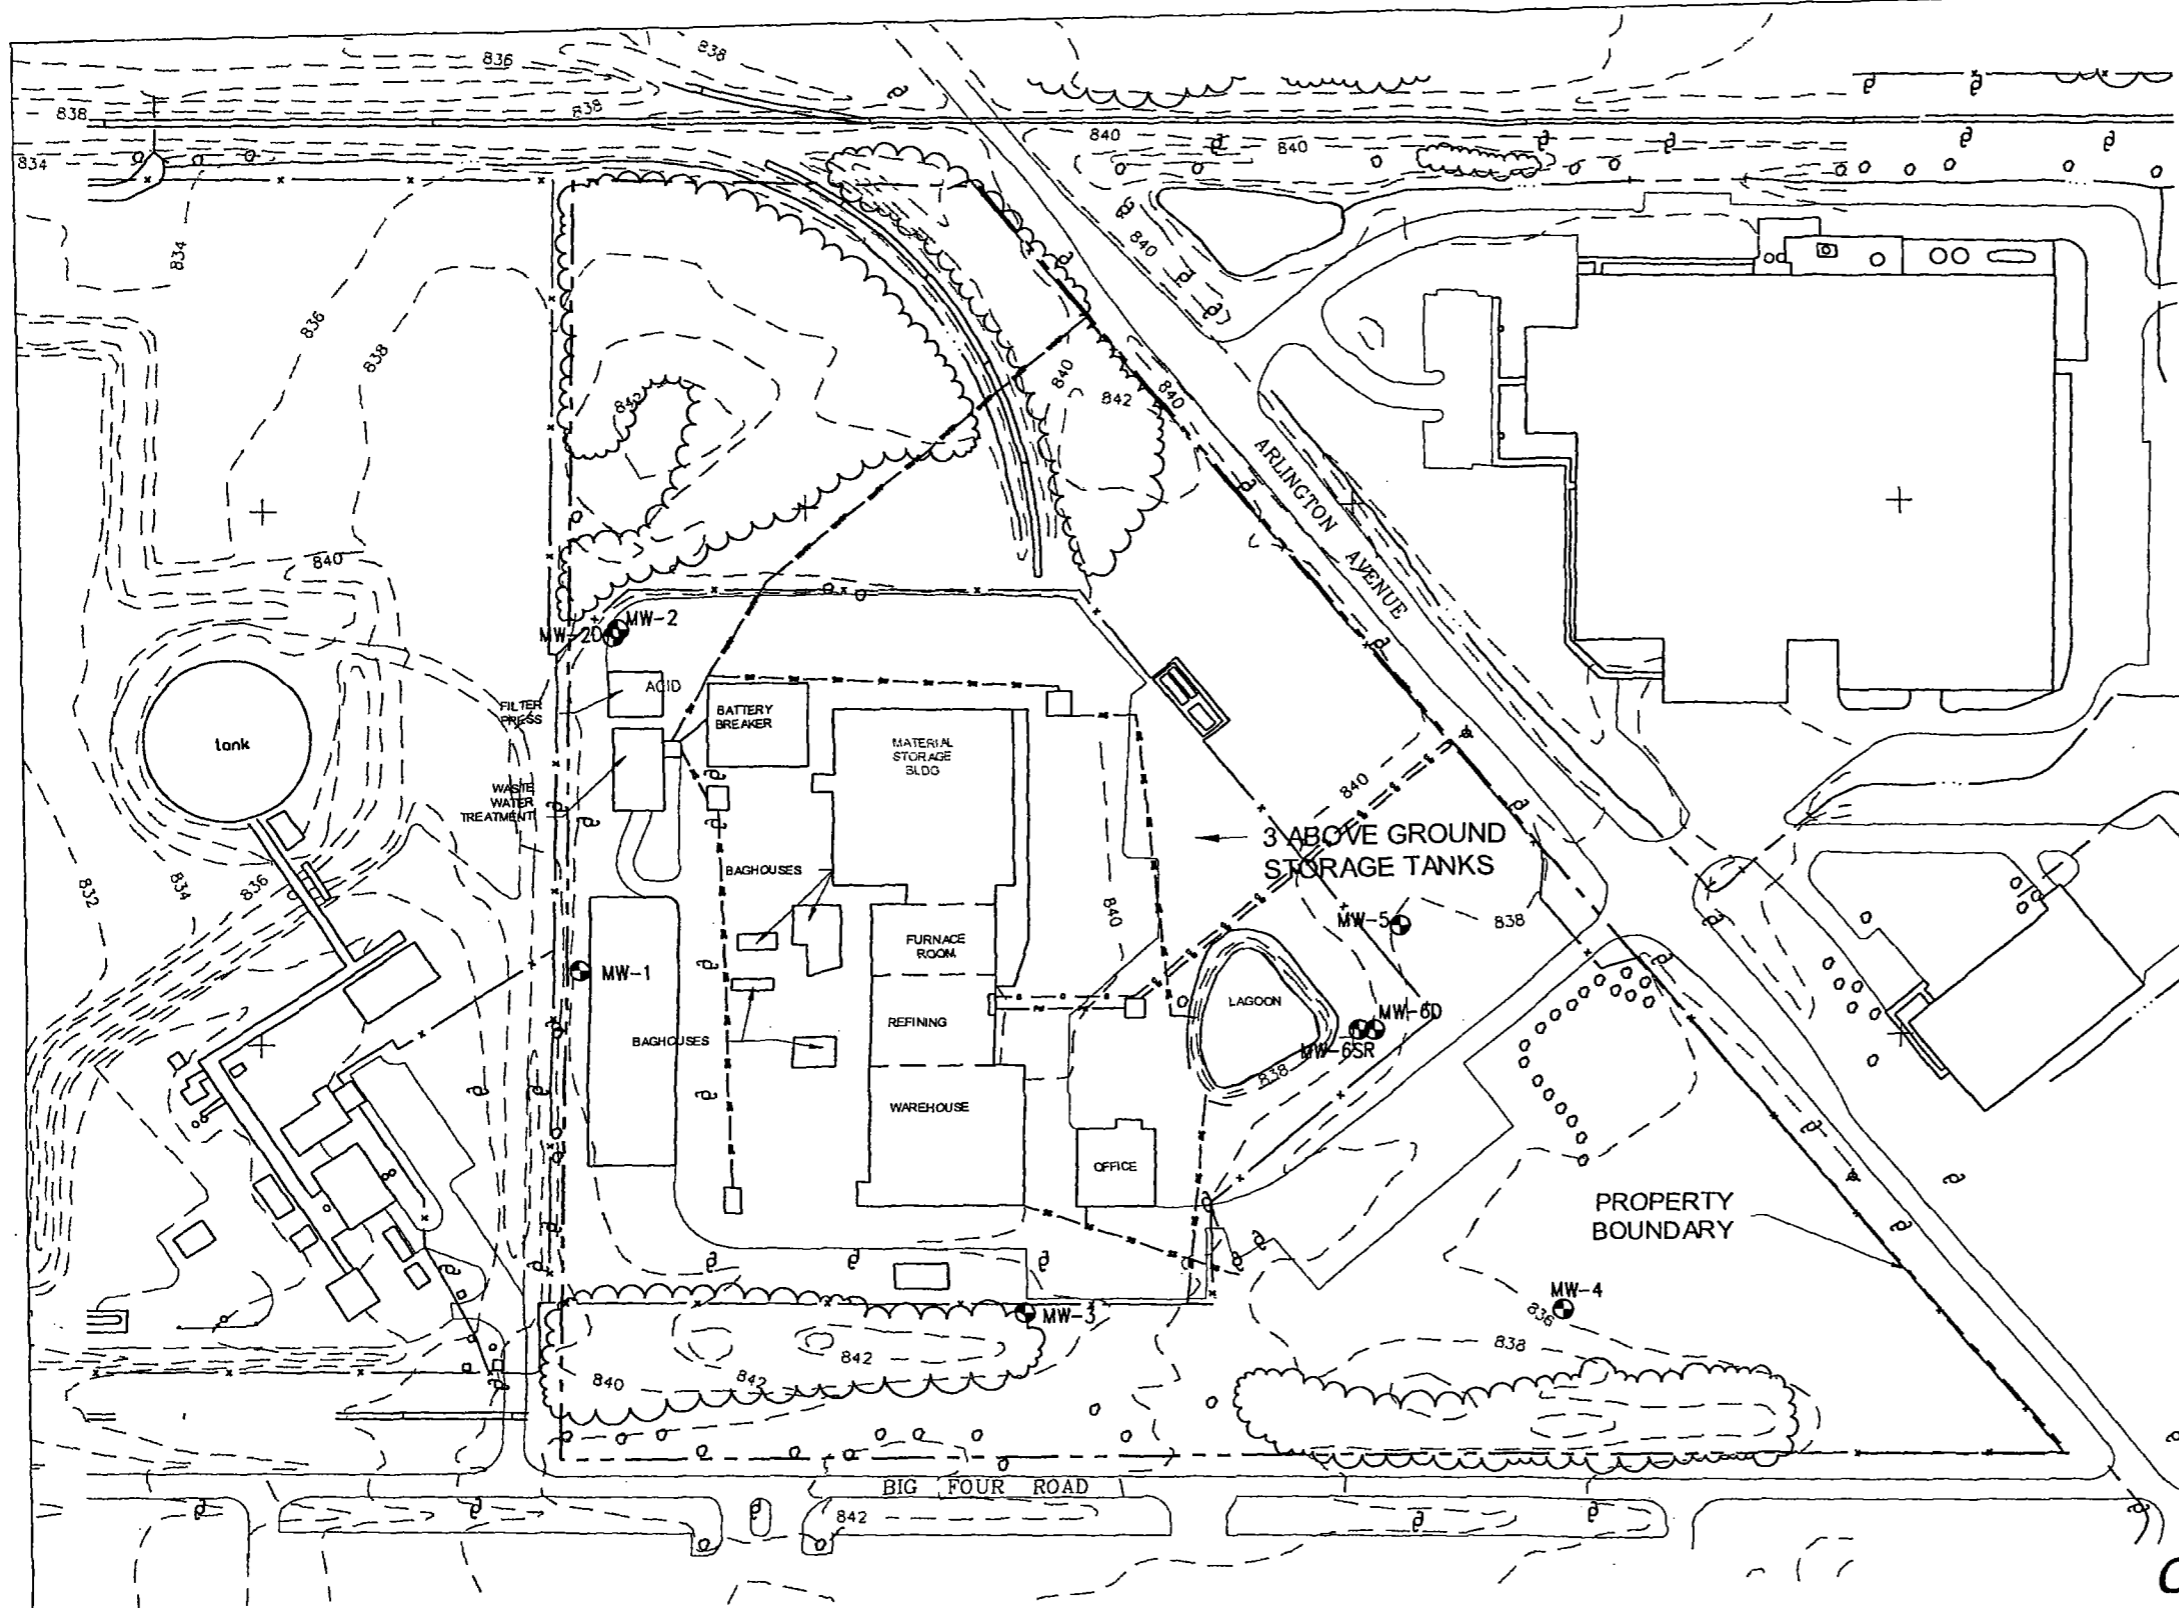 836
838
838
838
834
840
840
834
840
836
838
840
842
840
842
ARLINGTON AVENUE
840
MW-2
MW-2D
ACID
FILTER
PRESS
BATTERY
BREAKER
MATERIAL
STORAGE
BLDG
tank
WASTE
WATER
TREATMENT
840
3 ABOVE GROUND
STORAGE TANKS
BAGHOUSES
832
834
836
840
MW-5
838
FURNACE
ROOM
MW-1
LAGOON
REFINING
MW-6D
BAGHOUSES
MW-6SR
838
WAREHOUSE
OFFICE
PROPERTY
BOUNDARY
MW-4
MW-3
836
838
842
840
842
BIG FOUR ROAD
842